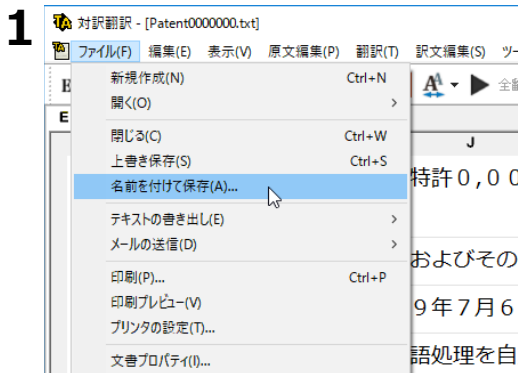 1
対訳翻訳 - [Patent0000000.txt]
ファイル(F) 編集(E) 表示(V) 原文編集(P) 翻訳(T) 訳文編集(S) ツー
新規作成(N) Ctrl+N
開く(O) >
閉じる(C) Ctrl+W
上書き保存(S) Ctrl+S
名前を付けて保存(A)...
テキストの書き出し(E) >
メールの送信(D) >
印刷(P)... Ctrl+P
印刷プレビュー(V)
プリンタの設定(T)...
文書プロパティ(I)...
E
J
特許0,00
およびその
9年7月6
語処理を自